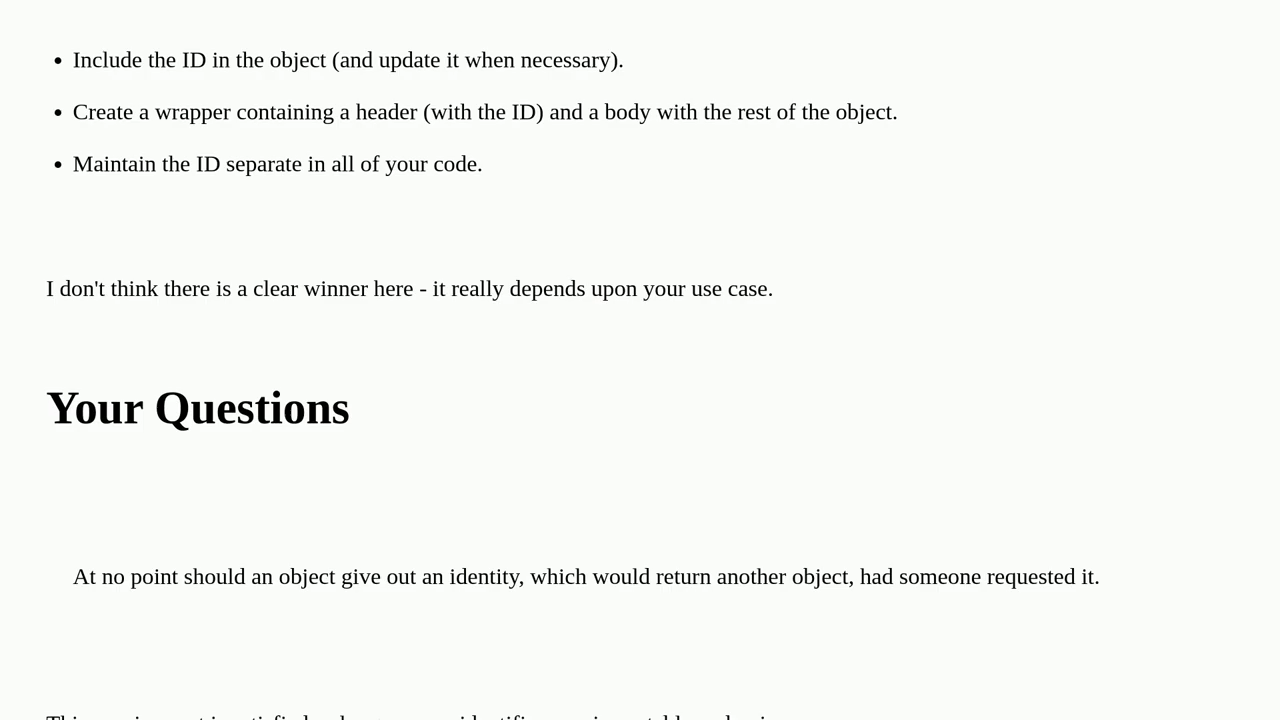 Include the ID in the object (and update it when necessary).
Create a wrapper containing a header (with the ID) and a body with the rest of the object.
Maintain the ID separate in all of your code.
I don't think there is a clear winner here - it really depends upon your use case.
Your Questions
At no point should an object give out an identity, which would return another object, had someone requested it.